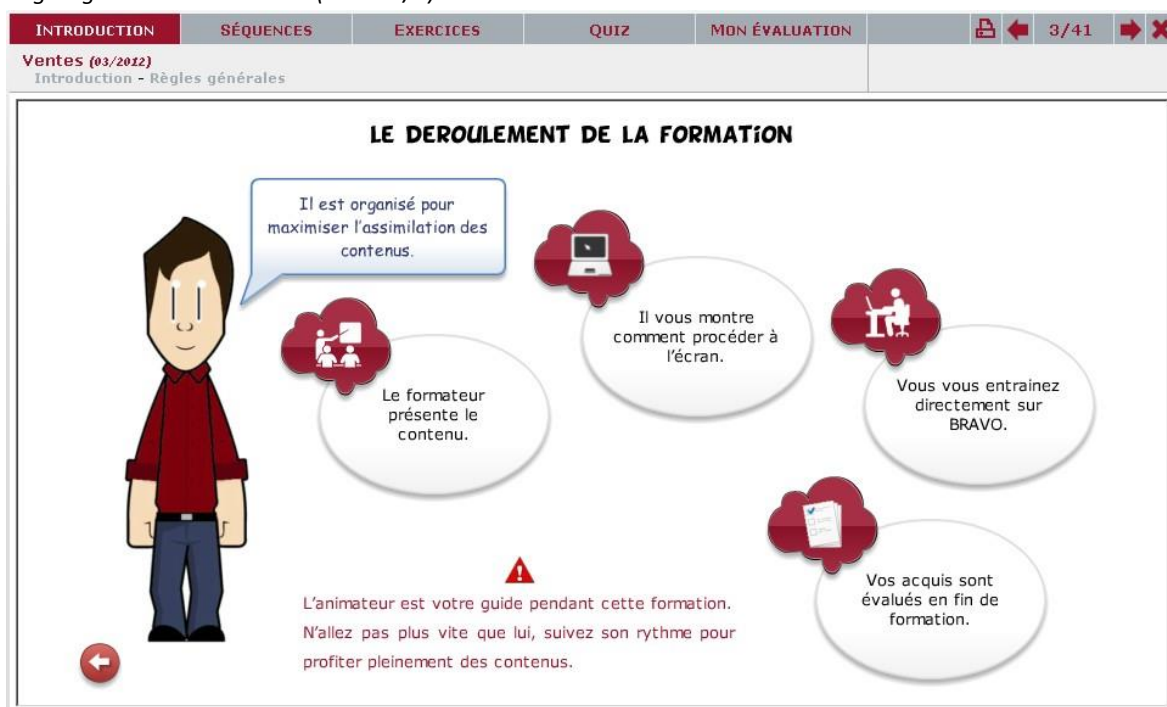 INTRODUCTION
SÉQUENCES
EXERCICES
QUIZ
MON ÉVALUATION
3/41
Ventes (03/2012)
Introduction - Règles générales
LE DEROULEMENT DE LA FORMATION
Il est organisé pour
maximiser l'assimilation des
contenus.
Le formateur
présente le
contenu.
Il vous montre
comment procéder à
l'écran.
Vous vous entrainez
directement sur
BRAVO.
Vos acquis sont
évalués en fin de
formation.
L'animateur est votre guide pendant cette formation.
N'allez pas plus vite que lui, suivez son rythme pour
profiter pleinement des contenus.